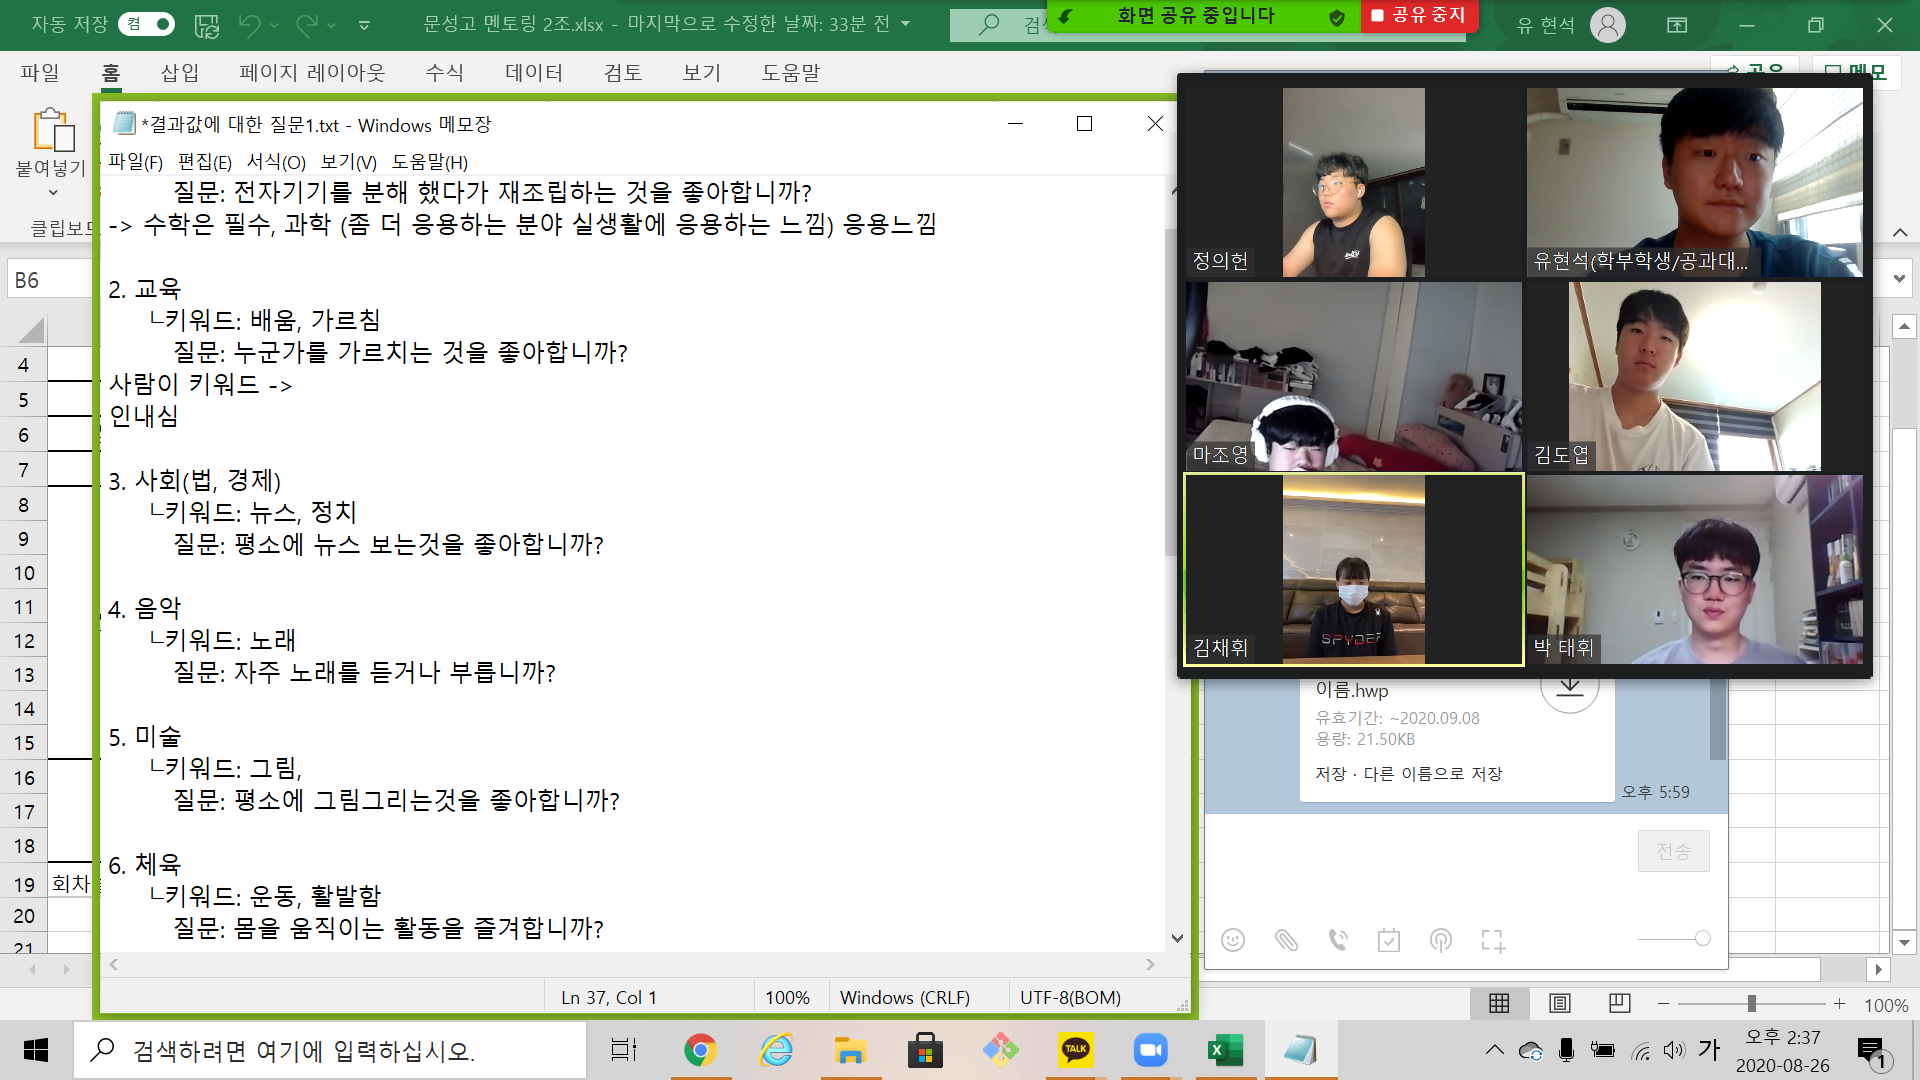 자동 저장 켬
문성고 멘토링 2조.xlsx - 마지막으로 수정한 날짜: 33분 전
화면 공유 중입니다
공유 중지
유 현석
파일 홈 삽입 페이지 레이아웃 수식 데이터 검토 보기 도움말
공유 메모
붙여넣기
클립보드
B6
*결과값에 대한 질문1.txt - Windows 메모장
파일(F) 편집(E) 서식(O) 보기(V) 도움말(H)
질문: 전자기기를 분해 했다가 재조립하는 것을 좋아합니까?
-> 수학은 필수, 과학 (좀 더 응용하는 분야 실생활에 응용하는 느낌) 응용느낌
2. 교육
ㄴ키워드: 배움, 가르침
질문: 누군가를 가르치는 것을 좋아합니까?
사람이 키워드 ->
인내심
3. 사회(법, 경제)
ㄴ키워드: 뉴스, 정치
질문: 평소에 뉴스 보는것을 좋아합니까?
4. 음악
ㄴ키워드: 노래
질문: 자주 노래를 듣거나 부릅니까?
5. 미술
ㄴ키워드: 그림,
질문: 평소에 그림그리는것을 좋아합니까?
6. 체육
ㄴ키워드: 운동, 활발함
질문: 몸을 움직이는 활동을 즐겨합니까?
Ln 37, Col 1 100% Windows (CRLF) UTF-8(BOM)
4
5
6
7
8
9
10
11
12
13
14
15
16
17
18
19 회차
20
21
정의헌
유현석(학부학생/공과대...
마조영
김도엽
김채휘
SPYDER
박 태휘
이름.hwp
유효기간: ~2020.09.08
용량: 21.50KB
저장 · 다른 이름으로 저장
오후 5:59
전송
100%
검색하려면 여기에 입력하십시오.
TALK
가
오후 2:37
2020-08-26
1